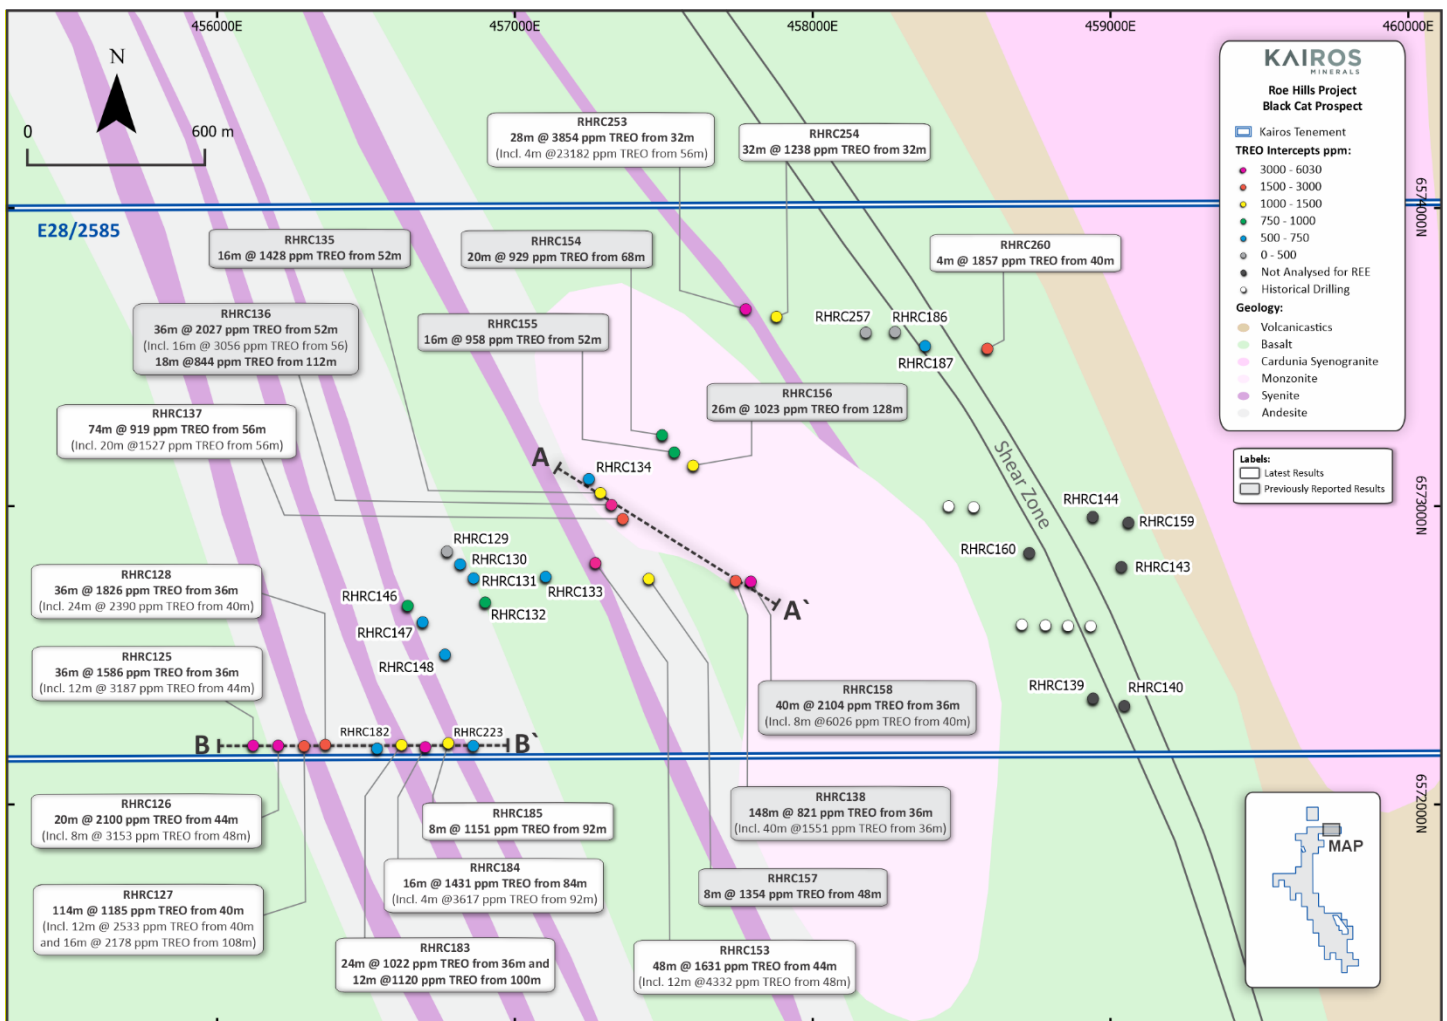 456000E
457000E
458000E
459000E
460000E
N
0
600 m
KAIROS
MINERALS
Roe Hills Project
Black Cat Prospect
Kairos Tenement
TREO Intercepts ppm:
3000 - 6030
1500 - 3000
1000 - 1500
750 - 1000
500 - 750
0 - 500
Not Analysed for REE
Historical Drilling
Geology:
Volcanicastics
Basalt
Cardunia Syenogranite
Monzonite
Syenite
Andesite
Labels:
Latest Results
Previously Reported Results
6574000N
6573000N
6572000N
E28/2585
RHRC253
28m @ 3854 ppm TREO from 32m
(Incl. 4m @23182 ppm TREO from 56m)
RHRC254
32m @ 1238 ppm TREO from 32m
RHRC135
16m @ 1428 ppm TREO from 52m
RHRC154
20m @ 929 ppm TREO from 68m
RHRC260
4m @ 1857 ppm TREO from 40m
RHRC136
36m @ 2027 ppm TREO from 52m
(Incl. 16m @ 3056 ppm TREO from 56)
18m @844 ppm TREO from 112m
RHRC155
16m @ 958 ppm TREO from 52m
RHRC257
RHRC186
RHRC187
RHRC156
26m @ 1023 ppm TREO from 128m
RHRC137
74m @ 919 ppm TREO from 56m
(Incl. 20m @1527 ppm TREO from 56m)
A
RHRC134
Shear Zone
RHRC144
RHRC159
RHRC160
RHRC143
RHRC129
RHRC130
RHRC131
RHRC133
RHRC132
RHRC146
RHRC147
RHRC148
A`
RHRC128
36m @ 1826 ppm TREO from 36m
(Incl. 24m @ 2390 ppm TREO from 40m)
RHRC125
36m @ 1586 ppm TREO from 36m
(Incl. 12m @ 3187 ppm TREO from 44m)
RHRC139
RHRC140
RHRC158
40m @ 2104 ppm TREO from 36m
(Incl. 8m @6026 ppm TREO from 40m)
B
RHRC182
RHRC223
B`
RHRC126
20m @ 2100 ppm TREO from 44m
(Incl. 8m @ 3153 ppm TREO from 48m)
RHRC185
8m @ 1151 ppm TREO from 92m
RHRC138
148m @ 821 ppm TREO from 36m
(Incl. 40m @1551 ppm TREO from 36m)
RHRC184
16m @ 1431 ppm TREO from 84m
(Incl. 4m @3617 ppm TREO from 92m)
RHRC157
8m @ 1354 ppm TREO from 48m
RHRC127
114m @ 1185 ppm TREO from 40m
(Incl. 12m @ 2533 ppm TREO from 40m
and 16m @ 2178 ppm TREO from 108m)
RHRC183
24m @ 1022 ppm TREO from 36m and
12m @1120 ppm TREO from 100m
RHRC153
48m @ 1631 ppm TREO from 44m
(Incl. 12m @4332 ppm TREO from 48m)
MAP